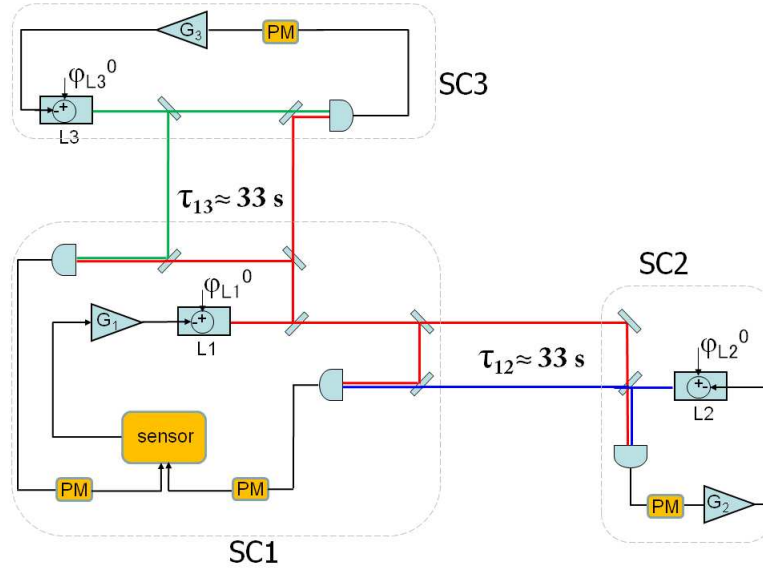 G₃
PM
φL3⁰
SC3
L3
τ₁₃≈ 33 s
SC2
φL1⁰
G₁
L1
τ₁₂≈ 33 s
φL2⁰
L2
sensor
PM
PM
PM
G₂
SC1